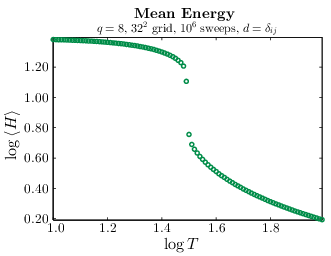 Mean Energy
q = 8, 32² grid, 10⁶ sweeps, d = δᵢⱼ
log ⟨H⟩
1.20
1.00
0.80
0.60
0.40
0.20
1.0 1.2 1.4 1.6 1.8
log T